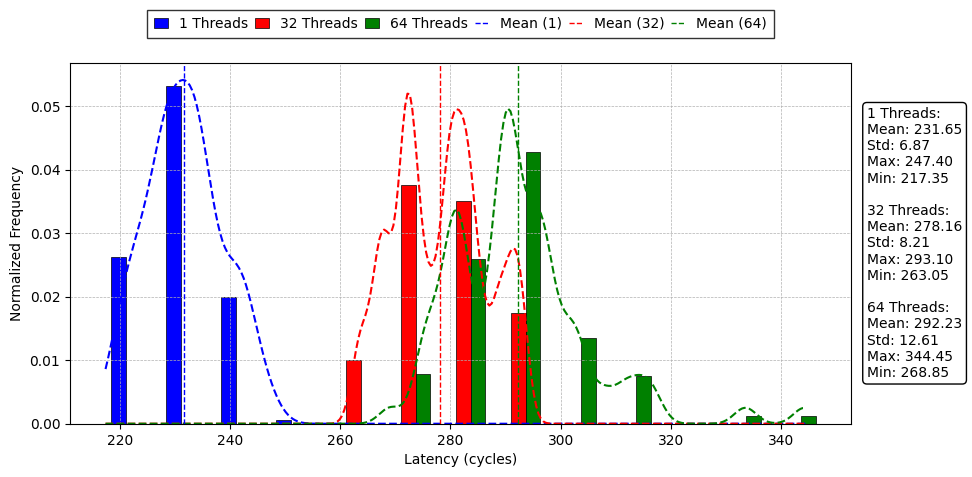 1 Threads 32 Threads 64 Threads Mean (1) Mean (32) Mean (64)
Normalized Frequency
0.05
0.04
0.03
0.02
0.01
0.00
220 240 260 280 300 320 340
Latency (cycles)
1 Threads:
Mean: 231.65
Std: 6.87
Max: 247.40
Min: 217.35
32 Threads:
Mean: 278.16
Std: 8.21
Max: 293.10
Min: 263.05
64 Threads:
Mean: 292.23
Std: 12.61
Max: 344.45
Min: 268.85